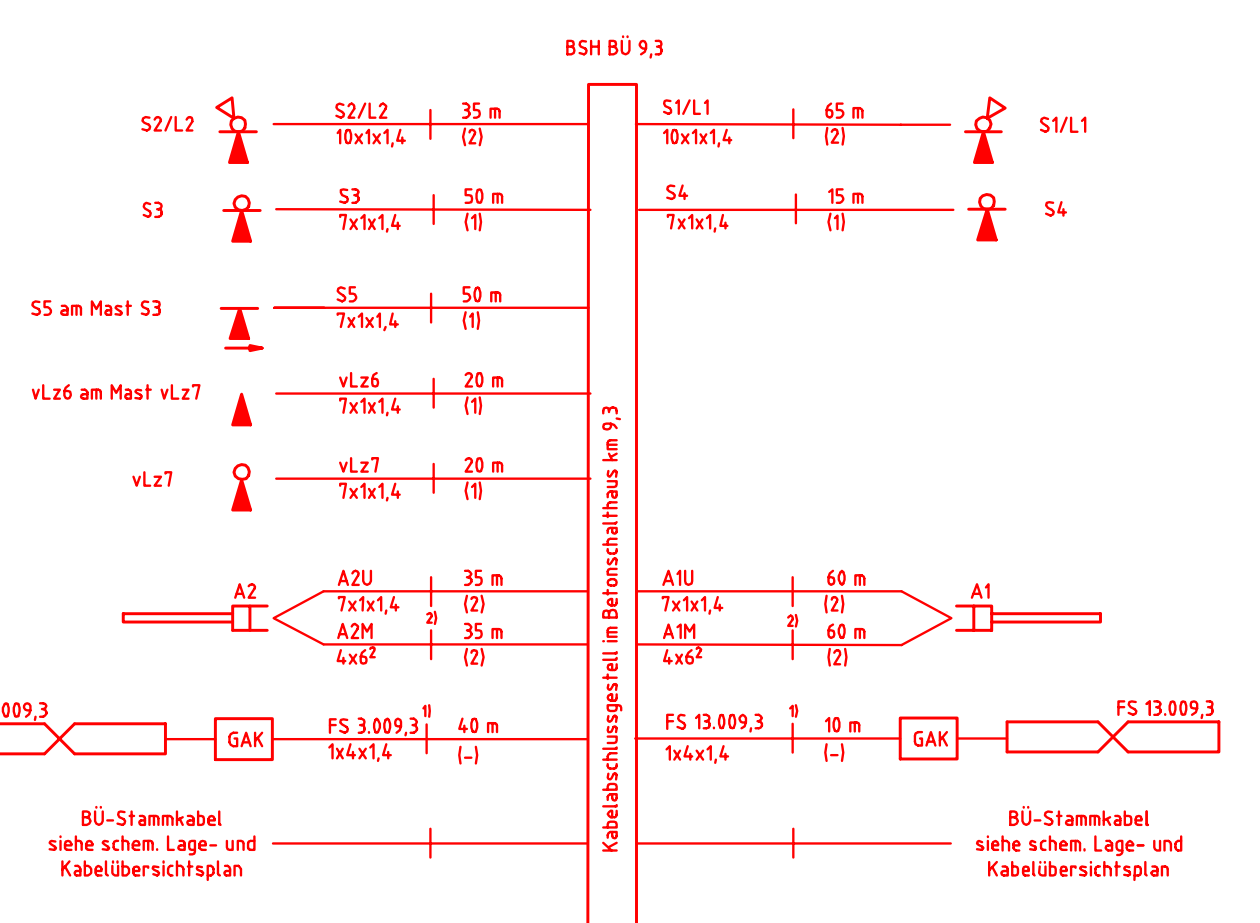 BSH BÜ 9,3
S2/L2
S2/L2
35 m
10x1x1,4
(2)
S1/L1
65 m
10x1x1,4
(2)
S1/L1
S3
S3
50 m
7x1x1,4
(1)
S4
15 m
7x1x1,4
(1)
S4
S5 am Mast S3
S5
50 m
7x1x1,4
(1)
vLz6 am Mast vLz7
vLz6
20 m
7x1x1,4
(1)
vLz7
vLz7
20 m
7x1x1,4
(1)
Kabelabschlussgestell im Betonschalthaus km 9,3
A2
A2U
35 m
7x1x1,4
(2)
2)
A2M
35 m
4x6²
(2)
A1U
60 m
7x1x1,4
(2)
2)
A1M
60 m
4x6²
(2)
A1
009,3
GAK
FS 3.009,3
1)
40 m
1x4x1,4
(-)
FS 13.009,3
1)
10 m
1x4x1,4
(-)
GAK
FS 13.009,3
BÜ-Stammkabel
siehe schem. Lage- und
Kabelübersichtsplan
BÜ-Stammkabel
siehe schem. Lage- und
Kabelübersichtsplan